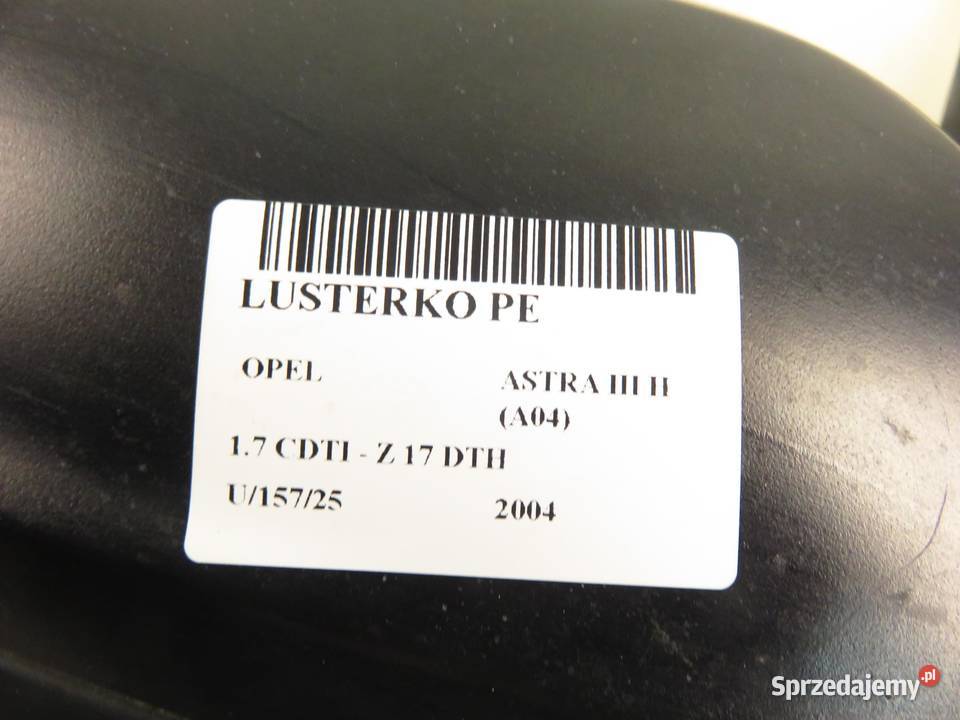 LUSTERKO PE
OPEL
ASTRA III H
(A04)
1.7 CDTI - Z 17 DTH
U/157/25
2004
Sprzedajemy.pl